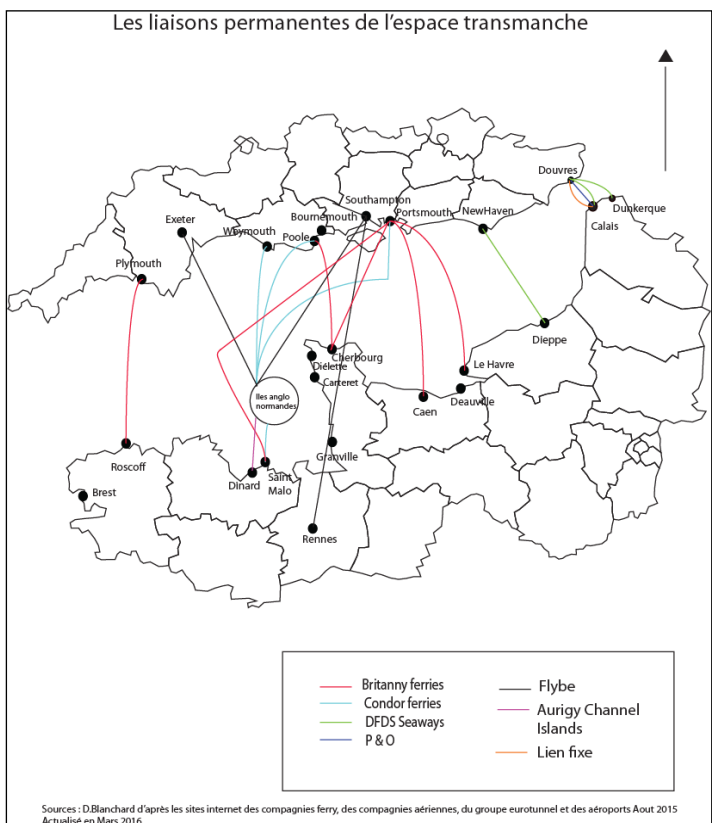 Les liaisons permanentes de l'espace transmanche
Douvres
Dunkerque
Calais
Southampton
Exeter
Bournemouth
Portsmouth
NewHaven
Weymouth
Poole
Plymouth
Dieppe
Cherbourg
Diélette
Le Havre
Carteret
Iles anglo
normandes
Caen
Deauville
Granville
Roscoff
Dinard
Saint
Malo
Brest
Rennes
Britanny ferries
Condor ferries
DFDS Seaways
P & O
Flybe
Aurigy Channel
Islands
Lien fixe
Sources : D.Blanchard d'après les sites internet des compagnies ferry, des compagnies aériennes, du groupe eurotunnel et des aéroports Aout 2015
Actualisé en Mars 2016